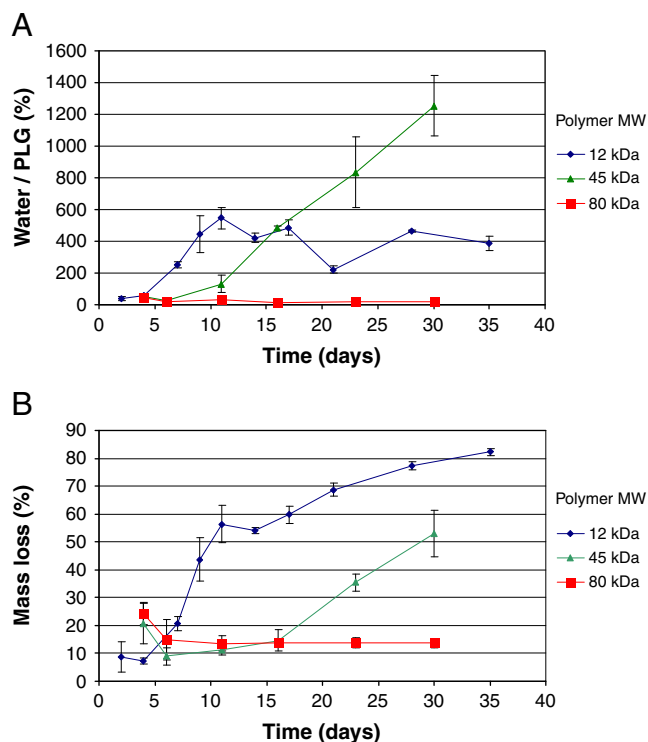 A
Water / PLG (%)
1600
1400
1200
1000
800
600
400
200
0
0 5 10 15 20 25 30 35 40
Time (days)
Polymer MW
12 kDa
45 kDa
80 kDa
B
Mass loss (%)
90
80
70
60
50
40
30
20
10
0
0 5 10 15 20 25 30 35 40
Time (days)
Polymer MW
12 kDa
45 kDa
80 kDa